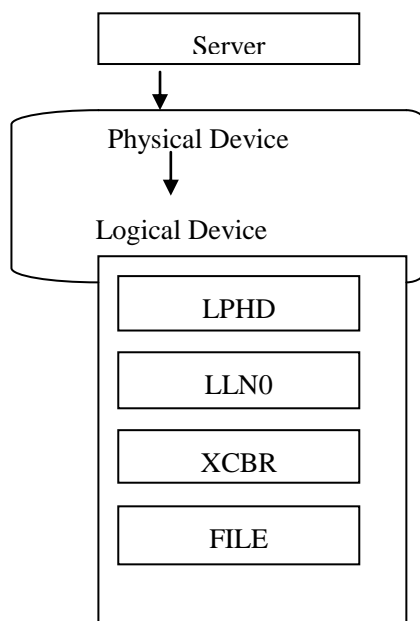 Server
Physical Device
Logical Device
LPHD
LLN0
XCBR
FILE